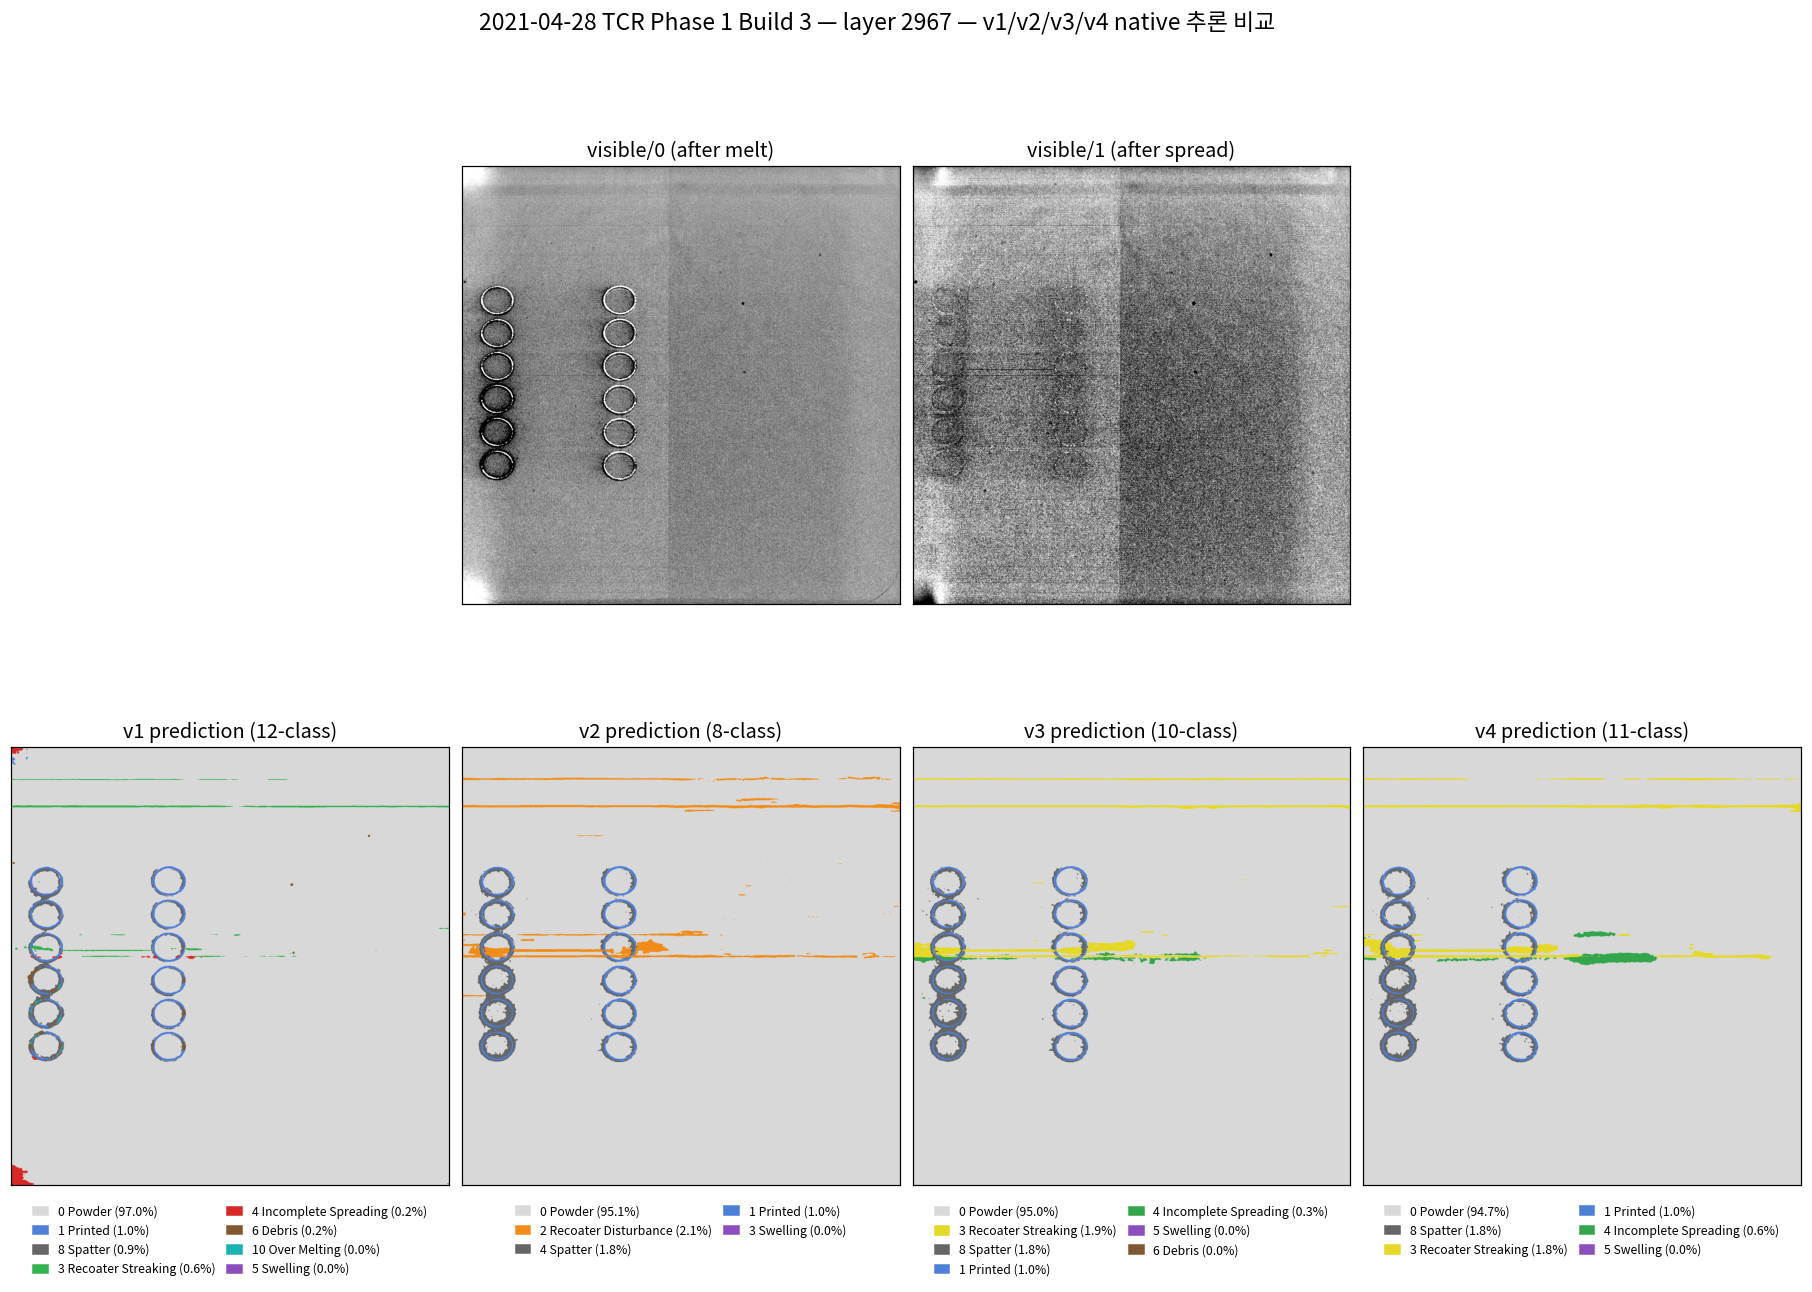 2021-04-28 TCR Phase 1 Build 3 — layer 2967 — v1/v2/v3/v4 native 추론 비교
visible/0 (after melt)
visible/1 (after spread)
v1 prediction (12-class)
v2 prediction (8-class)
v3 prediction (10-class)
v4 prediction (11-class)
0 Powder (97.0%)
1 Printed (1.0%)
8 Spatter (0.9%)
3 Recoater Streaking (0.6%)
4 Incomplete Spreading (0.2%)
6 Debris (0.2%)
10 Over Melting (0.0%)
5 Swelling (0.0%)
0 Powder (95.1%)
2 Recoater Disturbance (2.1%)
4 Spatter (1.8%)
1 Printed (1.0%)
3 Swelling (0.0%)
0 Powder (95.0%)
3 Recoater Streaking (1.9%)
8 Spatter (1.8%)
1 Printed (1.0%)
4 Incomplete Spreading (0.3%)
5 Swelling (0.0%)
6 Debris (0.0%)
0 Powder (94.7%)
8 Spatter (1.8%)
3 Recoater Streaking (1.8%)
1 Printed (1.0%)
4 Incomplete Spreading (0.6%)
5 Swelling (0.0%)